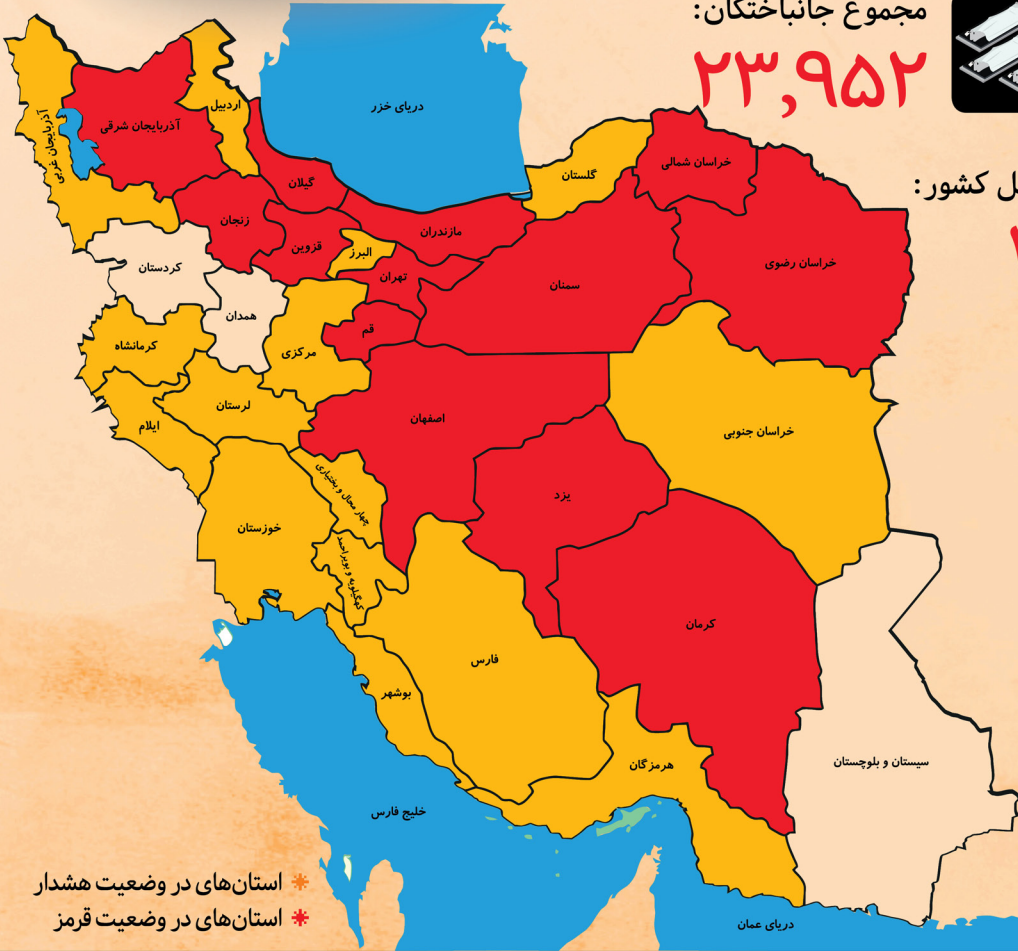 مجموع جانباختگان:
۲۳,۹۵۲
ل کشور:
دریای خزر
اردبیل
آذربایجان شرقی
آذربایجان غربی
گیلان
گلستان
خراسان شمالی
زنجان
مازندران
قزوین
البرز
تهران
خراسان رضوی
سمنان
کردستان
همدان
قم
کرمانشاه
مرکزی
لرستان
ایلام
اصفهان
خراسان جنوبی
چهار محال و بختیاری
یزد
خوزستان
کهگیلویه و بویراحمد
کرمان
فارس
بوشهر
هرمزگان
سیستان و بلوچستان
خلیج فارس
استان‌های در وضعیت هشدار
استان‌های در وضعیت قرمز
دریای عمان